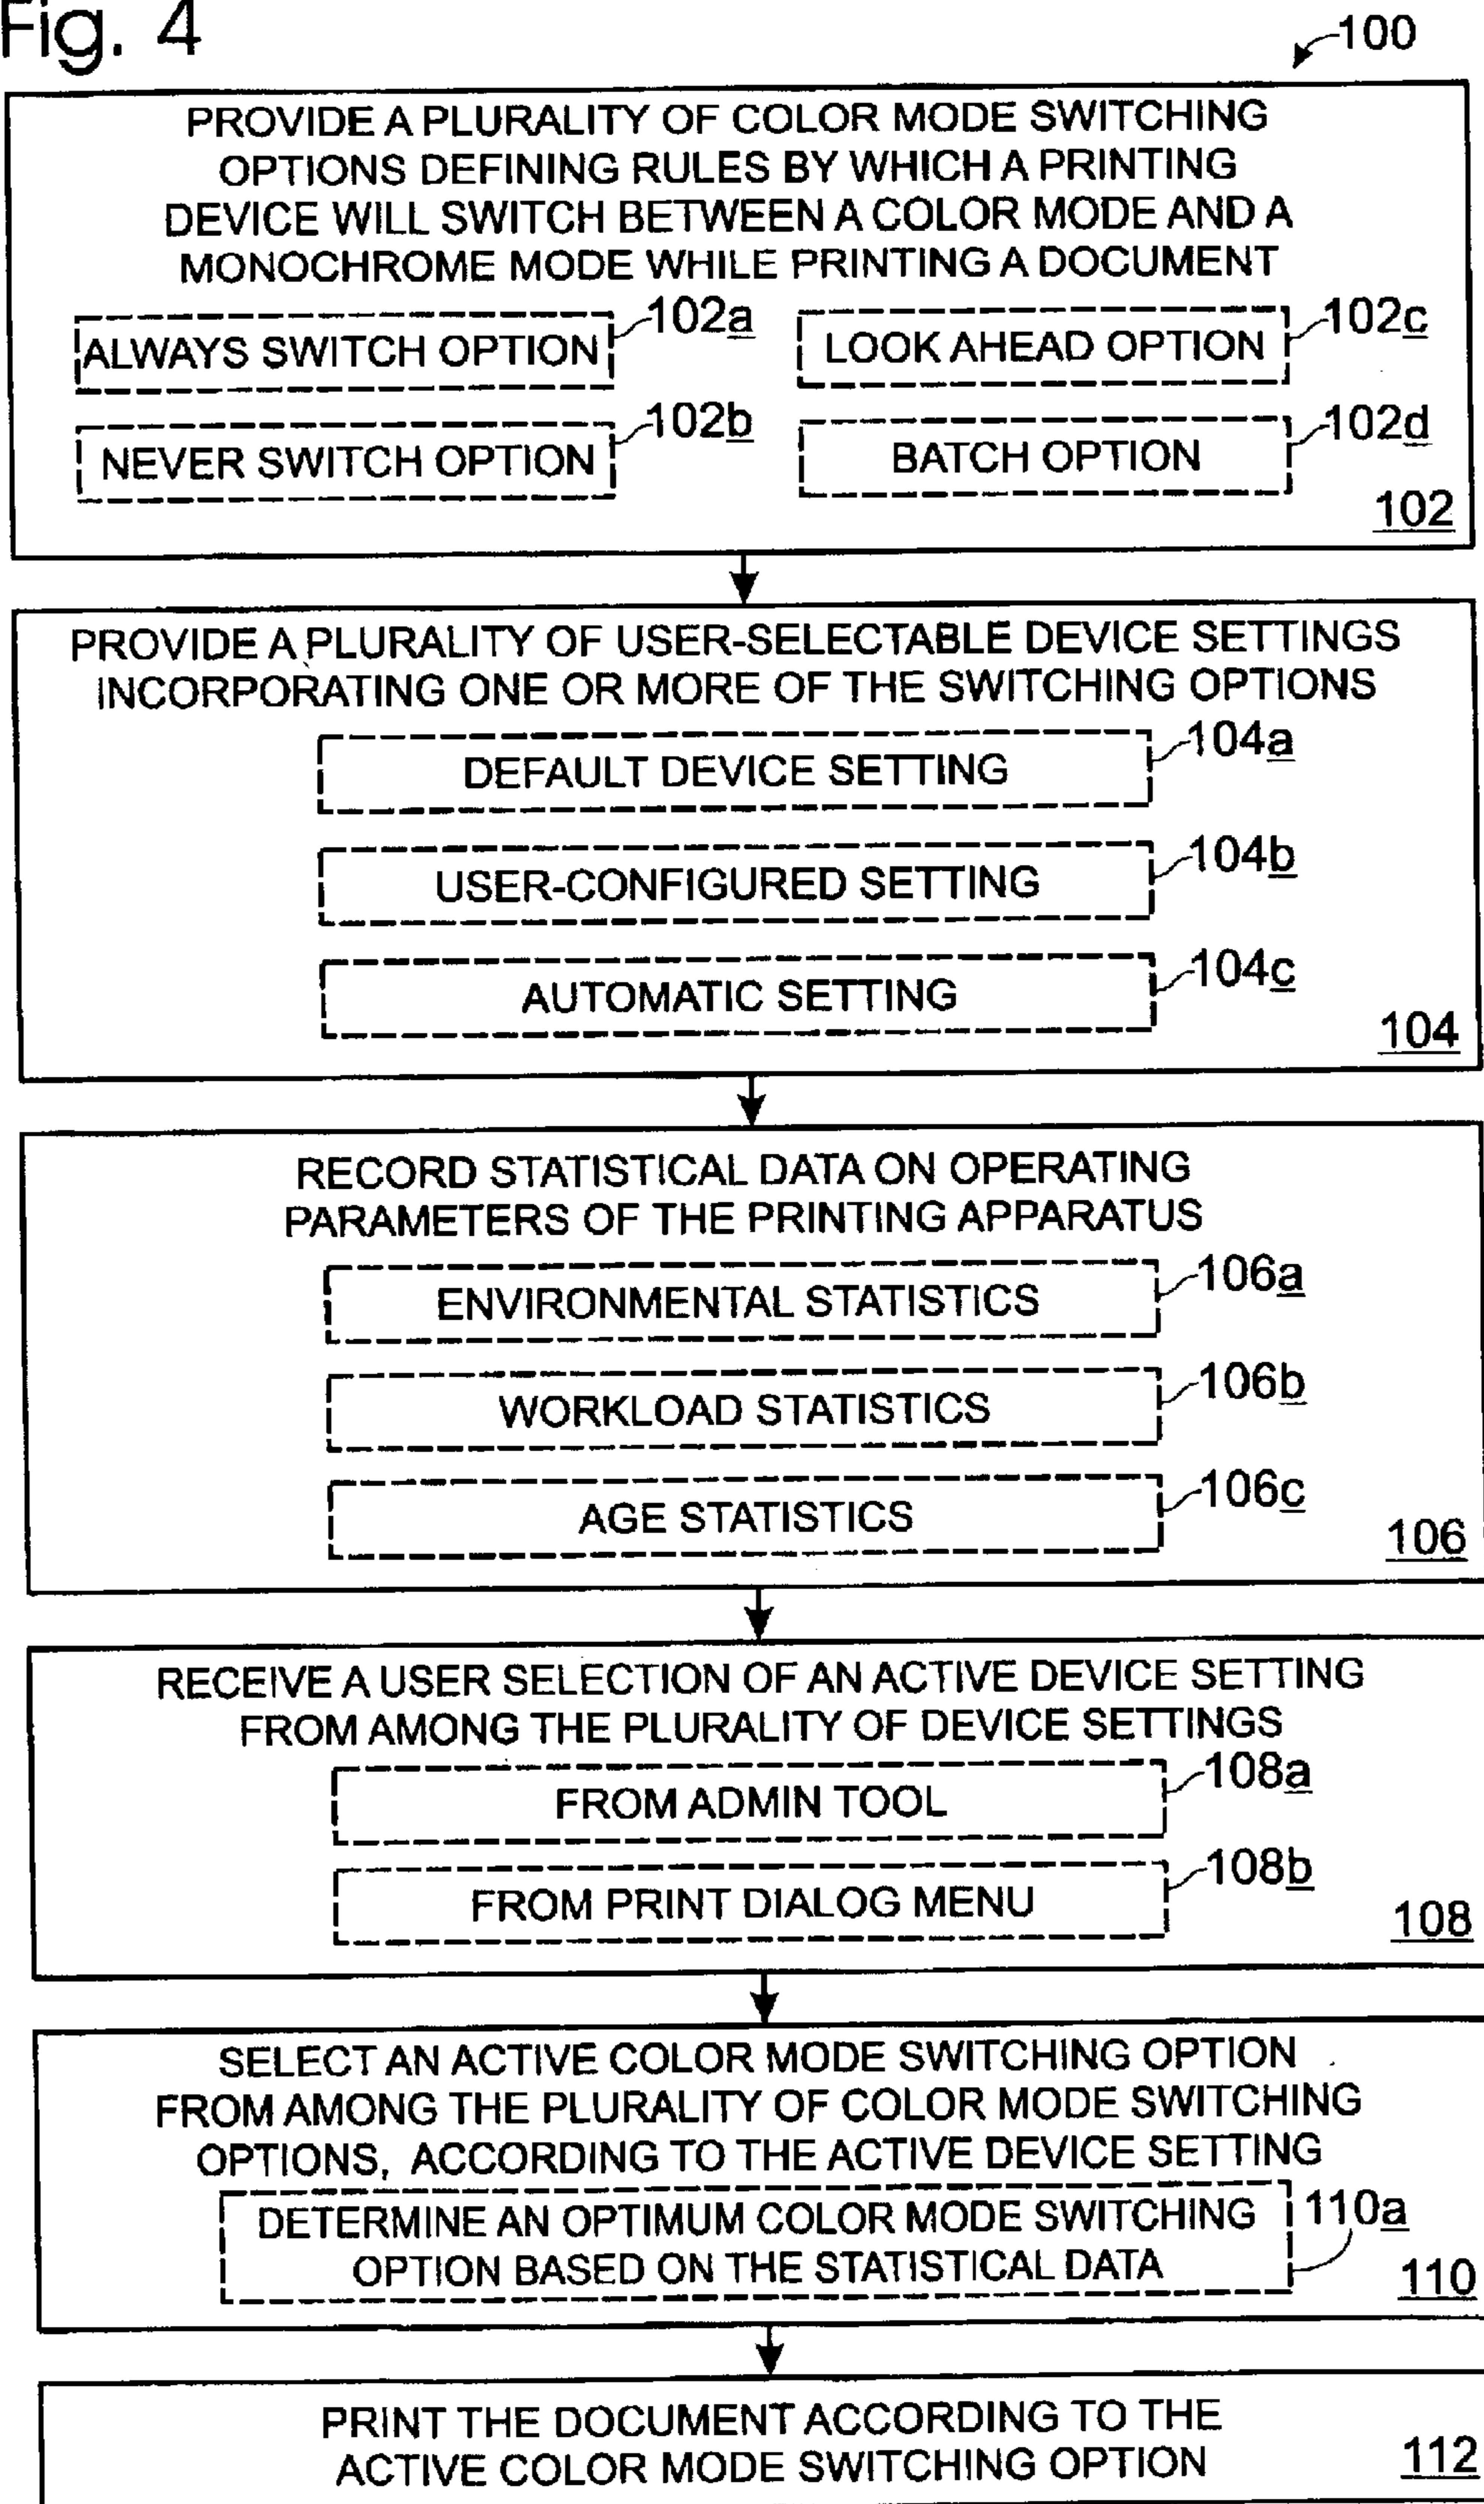 Fig. 4
100
PROVIDE A PLURALITY OF COLOR MODE SWITCHING
OPTIONS DEFINING RULES BY WHICH A PRINTING
DEVICE WILL SWITCH BETWEEN A COLOR MODE AND A
MONOCHROME MODE WHILE PRINTING A DOCUMENT
ALWAYS SWITCH OPTION
102a
LOOK AHEAD OPTION
102c
NEVER SWITCH OPTION
102b
BATCH OPTION
102d
102
PROVIDE A PLURALITY OF USER-SELECTABLE DEVICE SETTINGS
INCORPORATING ONE OR MORE OF THE SWITCHING OPTIONS
DEFAULT DEVICE SETTING
104a
USER-CONFIGURED SETTING
104b
AUTOMATIC SETTING
104c
104
RECORD STATISTICAL DATA ON OPERATING
PARAMETERS OF THE PRINTING APPARATUS
ENVIRONMENTAL STATISTICS
106a
WORKLOAD STATISTICS
106b
AGE STATISTICS
106c
106
RECEIVE A USER SELECTION OF AN ACTIVE DEVICE SETTING
FROM AMONG THE PLURALITY OF DEVICE SETTINGS
FROM ADMIN TOOL
108a
FROM PRINT DIALOG MENU
108b
108
SELECT AN ACTIVE COLOR MODE SWITCHING OPTION
FROM AMONG THE PLURALITY OF COLOR MODE SWITCHING
OPTIONS, ACCORDING TO THE ACTIVE DEVICE SETTING
DETERMINE AN OPTIMUM COLOR MODE SWITCHING
OPTION BASED ON THE STATISTICAL DATA
110a
110
PRINT THE DOCUMENT ACCORDING TO THE
ACTIVE COLOR MODE SWITCHING OPTION
112